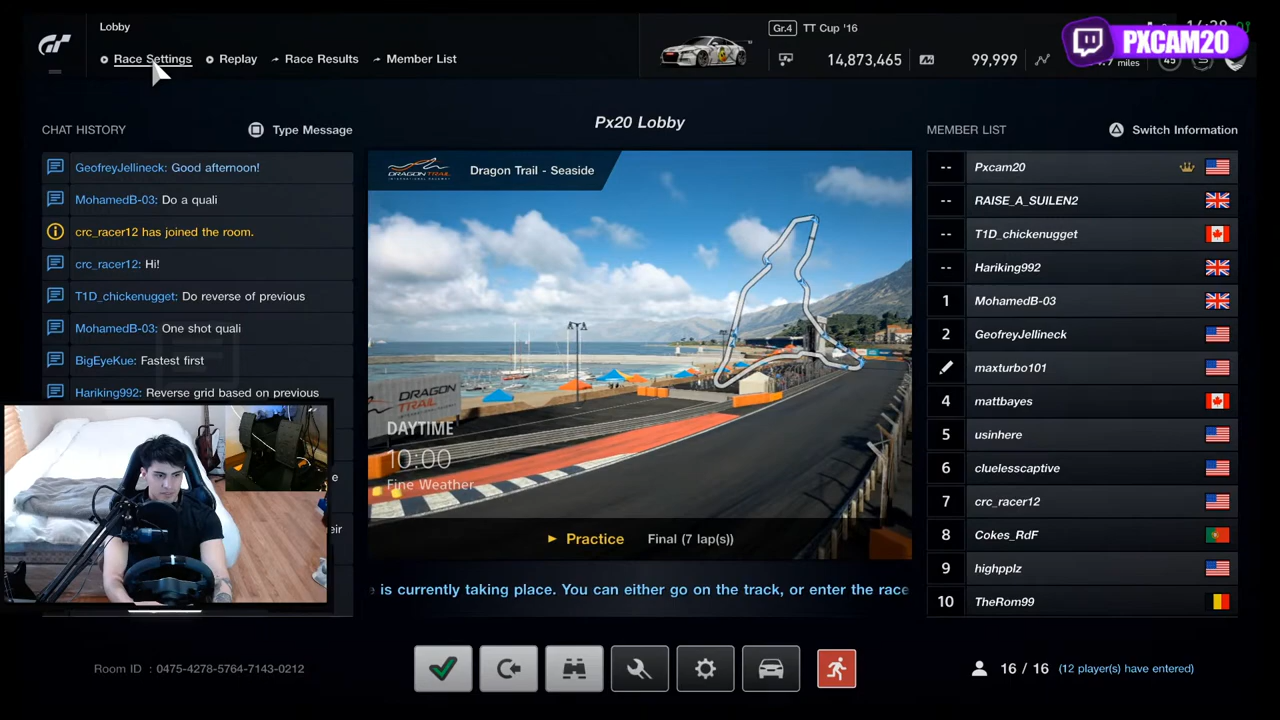 Lobby
Race Settings
Replay
Race Results
Member List
Gr.4 TT Cup '16
14,873,465
99,999
miles
45
PXCAM20
CHAT HISTORY
Type Message
GeofreyJellineck: Good afternoon!
MohamedB-03: Do a quali
crc_racer12 has joined the room.
crc_racer12: Hi!
T1D_chickenugget: Do reverse of previous
MohamedB-03: One shot quali
BigEyeKue: Fastest first
Hariking992: Reverse grid based on previous
Px20 Lobby
DRAGON TRAIL
Dragon Trail - Seaside
DRAGON
TRAIL
DAYTIME
10:00
Fine Weather
Practice
Final (7 lap(s))
e is currently taking place. You can either go on the track, or enter the race
MEMBER LIST
Switch Information
-- Pxcam20
-- RAISE_A_SUILEN2
-- T1D_chickenugget
-- Hariking992
1 MohamedB-03
2 GeofreyJellineck
maxturbo101
4 mattbayes
5 usinhere
6 cluelesscaptive
7 crc_racer12
8 Cokes_RdF
9 highpplz
10 TheRom99
Room ID : 0475-4278-5764-7143-0212
16 / 16 (12 player(s) have entered)